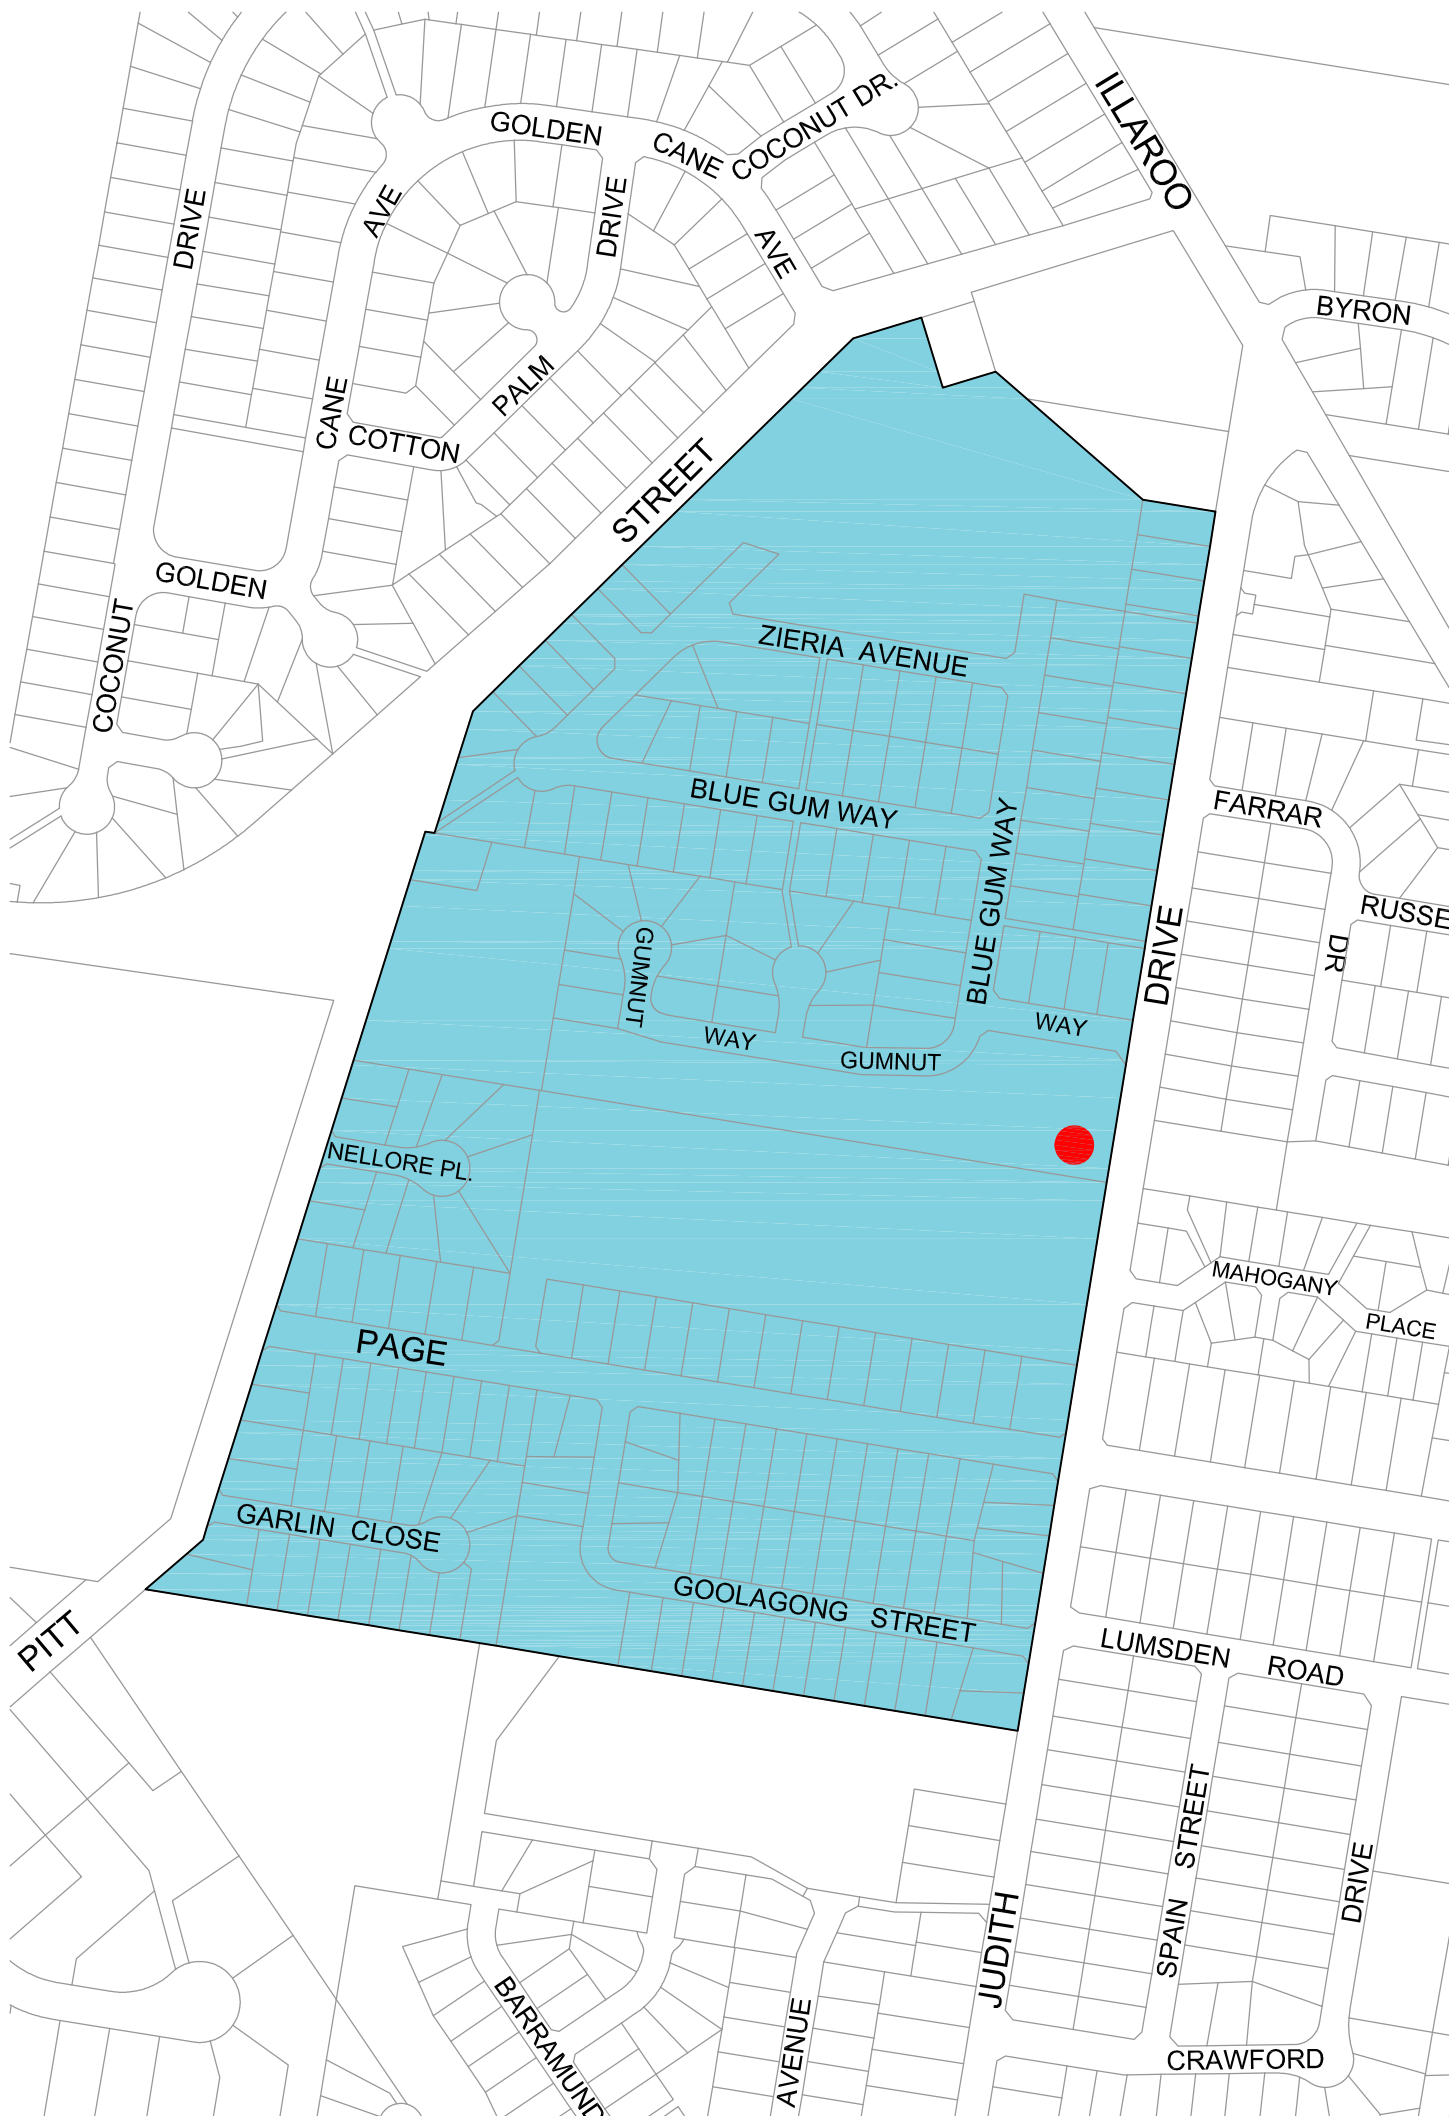 ILLAROO
COCONUT DR.
GOLDEN
CANE
DRIVE
AVE
DRIVE
AVE
BYRON
CANE
PALM
COTTON
STREET
GOLDEN
COCONUT
ZIERIA AVENUE
BLUE GUM WAY
FARRAR
BLUE GUM WAY
RUSSE
GUMNUT
DRIVE
DR
WAY
WAY
GUMNUT
NELLORE PL.
MAHOGANY
PLACE
PAGE
GARLIN CLOSE
GOOLAGONG STREET
PITT
LUMSDEN ROAD
SPAIN STREET
DRIVE
JUDITH
BARRAMUND
AVENUE
CRAWFORD